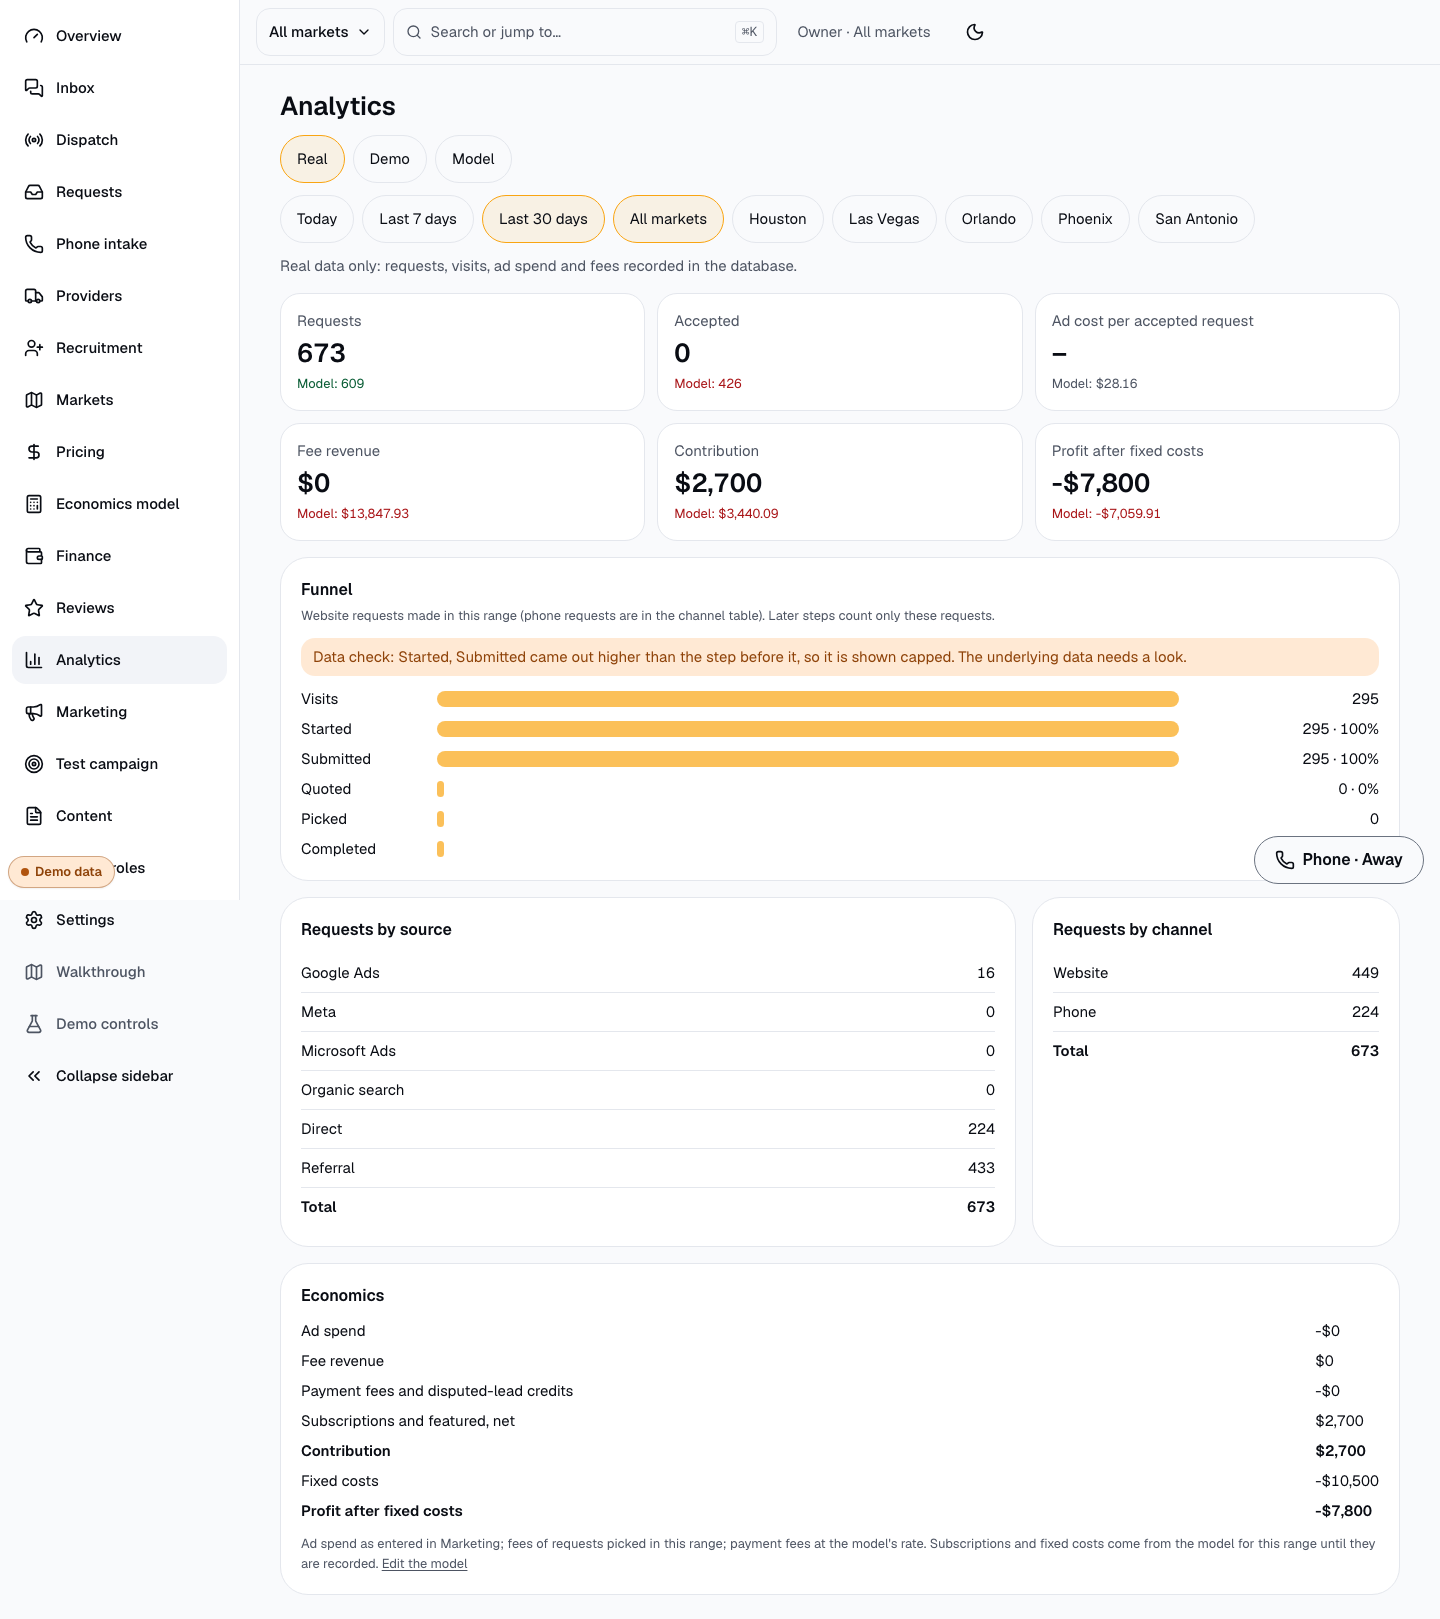 Overview
Inbox
Dispatch
Requests
Phone intake
Providers
Recruitment
Markets
Pricing
Economics model
Finance
Reviews
Analytics
Marketing
Test campaign
Content
Demo data
Settings
Walkthrough
Demo controls
Collapse sidebar
All markets
Search or jump to...
⌘K
Owner · All markets
Analytics
Real Demo Model
Today Last 7 days Last 30 days All markets Houston Las Vegas Orlando Phoenix San Antonio
Real data only: requests, visits, ad spend and fees recorded in the database.
Requests
673
Model: 609
Accepted
0
Model: 426
Ad cost per accepted request
–
Model: $28.16
Fee revenue
$0
Model: $13,847.93
Contribution
$2,700
Model: $3,440.09
Profit after fixed costs
-$7,800
Model: -$7,059.91
Funnel
Website requests made in this range (phone requests are in the channel table). Later steps count only these requests.
Data check: Started, Submitted came out higher than the step before it, so it is shown capped. The underlying data needs a look.
Visits 295
Started 295 · 100%
Submitted 295 · 100%
Quoted 0 · 0%
Picked 0
Completed
Phone · Away
Requests by source
Google Ads 16
Meta 0
Microsoft Ads 0
Organic search 0
Direct 224
Referral 433
Total 673
Requests by channel
Website 449
Phone 224
Total 673
Economics
Ad spend -$0
Fee revenue $0
Payment fees and disputed-lead credits -$0
Subscriptions and featured, net $2,700
Contribution $2,700
Fixed costs -$10,500
Profit after fixed costs -$7,800
Ad spend as entered in Marketing; fees of requests picked in this range; payment fees at the model's rate. Subscriptions and fixed costs come from the model for this range until they
are recorded. Edit the model